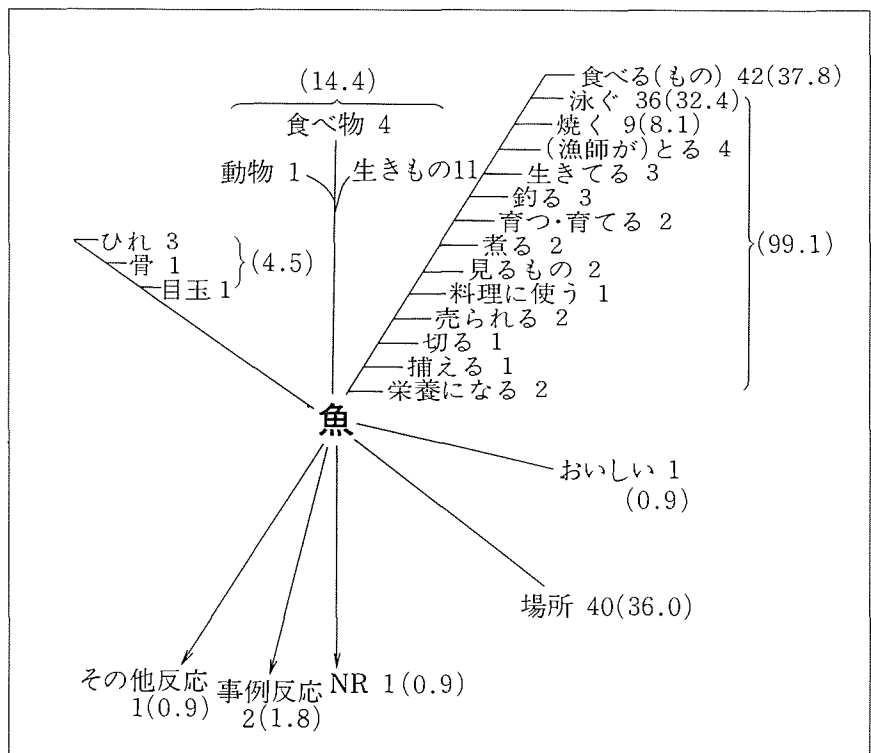 (14.4)
食べ物 4
動物 1
生きもの11
ひれ 3
骨 1
目玉 1
(4.5)
食べる(もの) 42(37.8)
泳ぐ 36(32.4)
焼く 9(8.1)
(漁師が)とる 4
生きてる 3
釣る 3
育つ・育てる 2
煮る 2
見るもの 2
料理に使う 1
売られる 2
切る 1
捕える 1
栄養になる 2
(99.1)
魚
おいしい 1
(0.9)
場所 40(36.0)
その他反応
1(0.9)
事例反応
2(1.8)
NR 1(0.9)